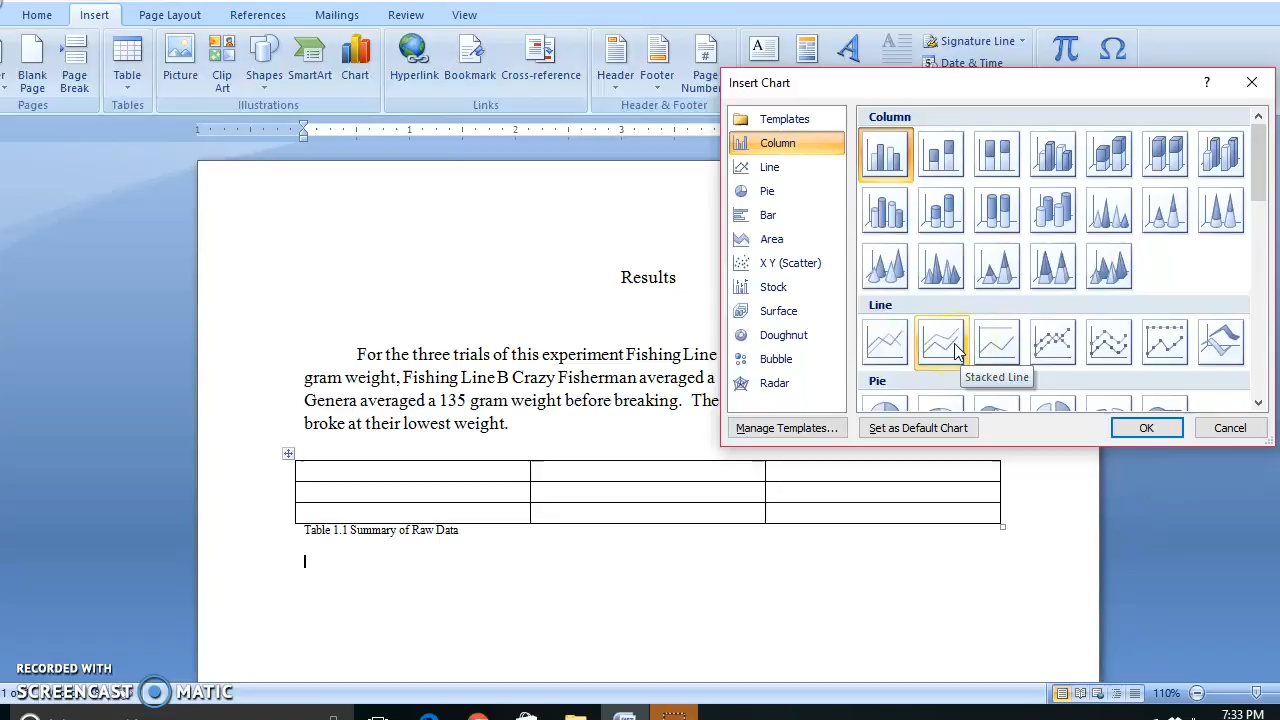 Home Insert Page Layout References Mailings Review View
Blank Page
Page Break
Table
Picture
Clip Art
Shapes
SmartArt
Chart
Hyperlink
Bookmark
Cross-reference
Header
Footer
Page
Signature Line
Date & Time
Pages Tables Illustrations Links Header & Footer
1 1 2 3
Insert Chart ?
Templates
Column
Line
Pie
Bar
Area
X Y (Scatter)
Stock
Surface
Doughnut
Bubble
Radar
Column
Line
Stacked Line
Pie
Manage Templates... Set as Default Chart OK Cancel
Results
For the three trials of this experiment Fishing Line
gram weight, Fishing Line B Crazy Fisherman averaged a
Genera averaged a 135 gram weight before breaking. The
broke at their lowest weight.
Table 1.1 Summary of Raw Data
RECORDED WITH
SCREENCAST MATIC
110%
7:33 PM